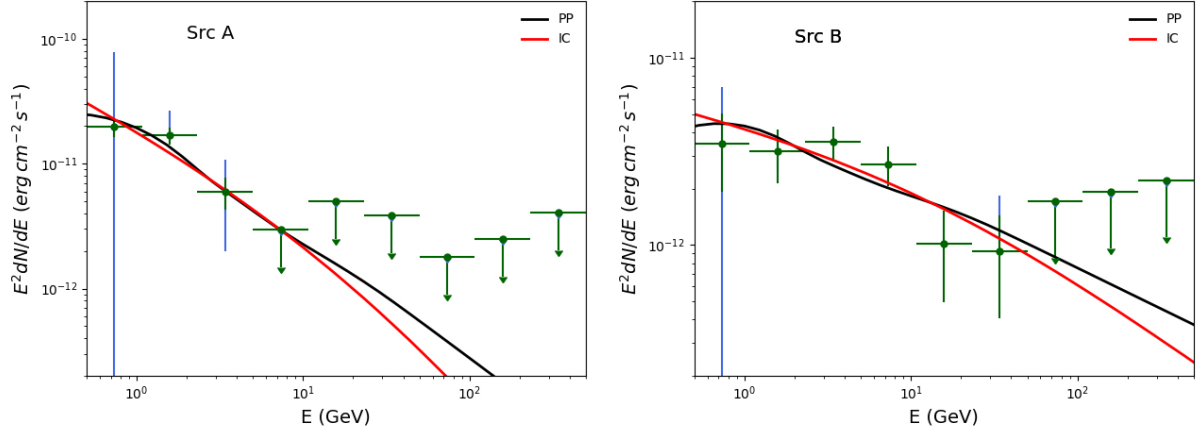 Src A
PP
IC
10⁻¹⁰
10⁻¹¹
10⁻¹²
E²dN/dE (erg cm⁻² s⁻¹)
10⁰
10¹
10²
E (GeV)
Src B
PP
IC
10⁻¹¹
10⁻¹²
E²dN/dE (erg cm⁻² s⁻¹)
10⁰
10¹
10²
E (GeV)